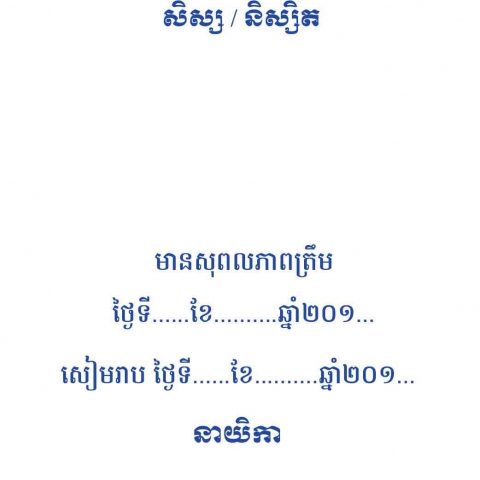 សិស្ស / និស្សិត
មានសុពលភាពត្រឹម
ថ្ងៃទី......ខែ..........ឆ្នាំ២០១...
សៀមរាប ថ្ងៃទី......ខែ..........ឆ្នាំ២០១...
នាយិកា